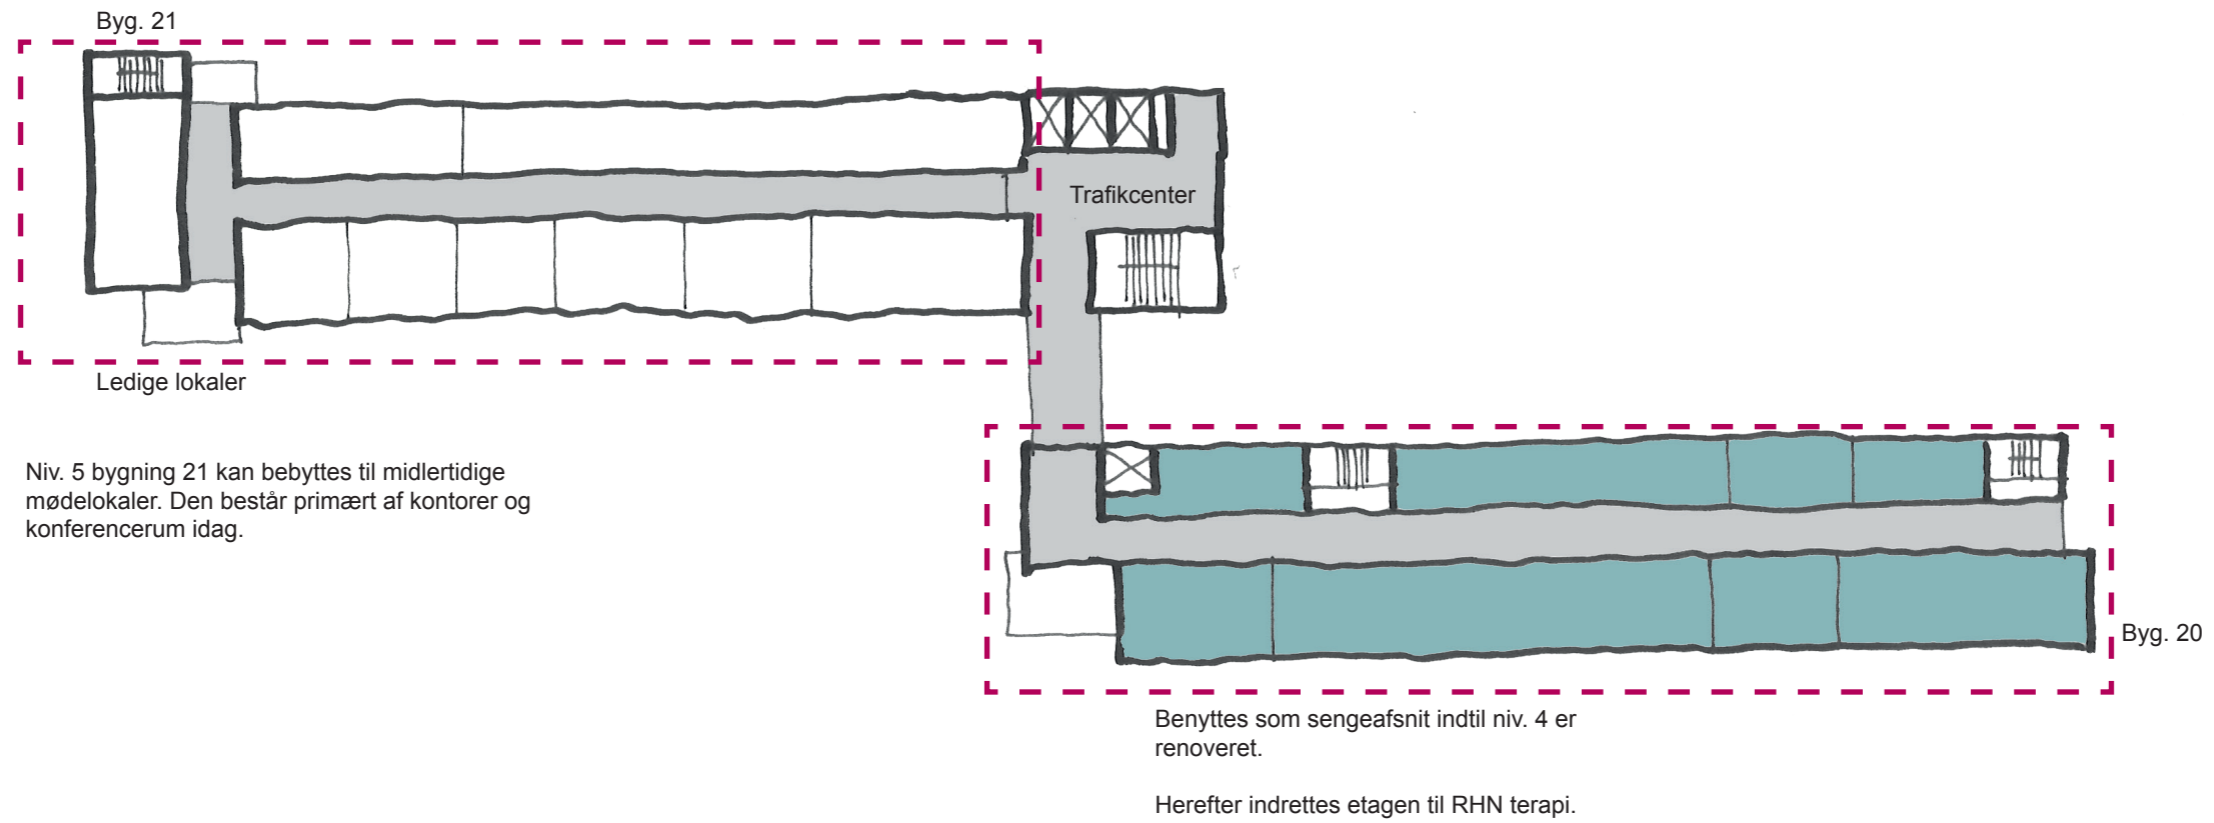 Byg. 21
Trafikcenter
Ledige lokaler
Niv. 5 bygning 21 kan bebyttes til midlertidige
mødelokaler. Den består primært af kontorer og
konferencerum idag.
Byg. 20
Benyttes som sengeafsnit indtil niv. 4 er
renoveret.
Herefter indrettes etagen til RHN terapi.